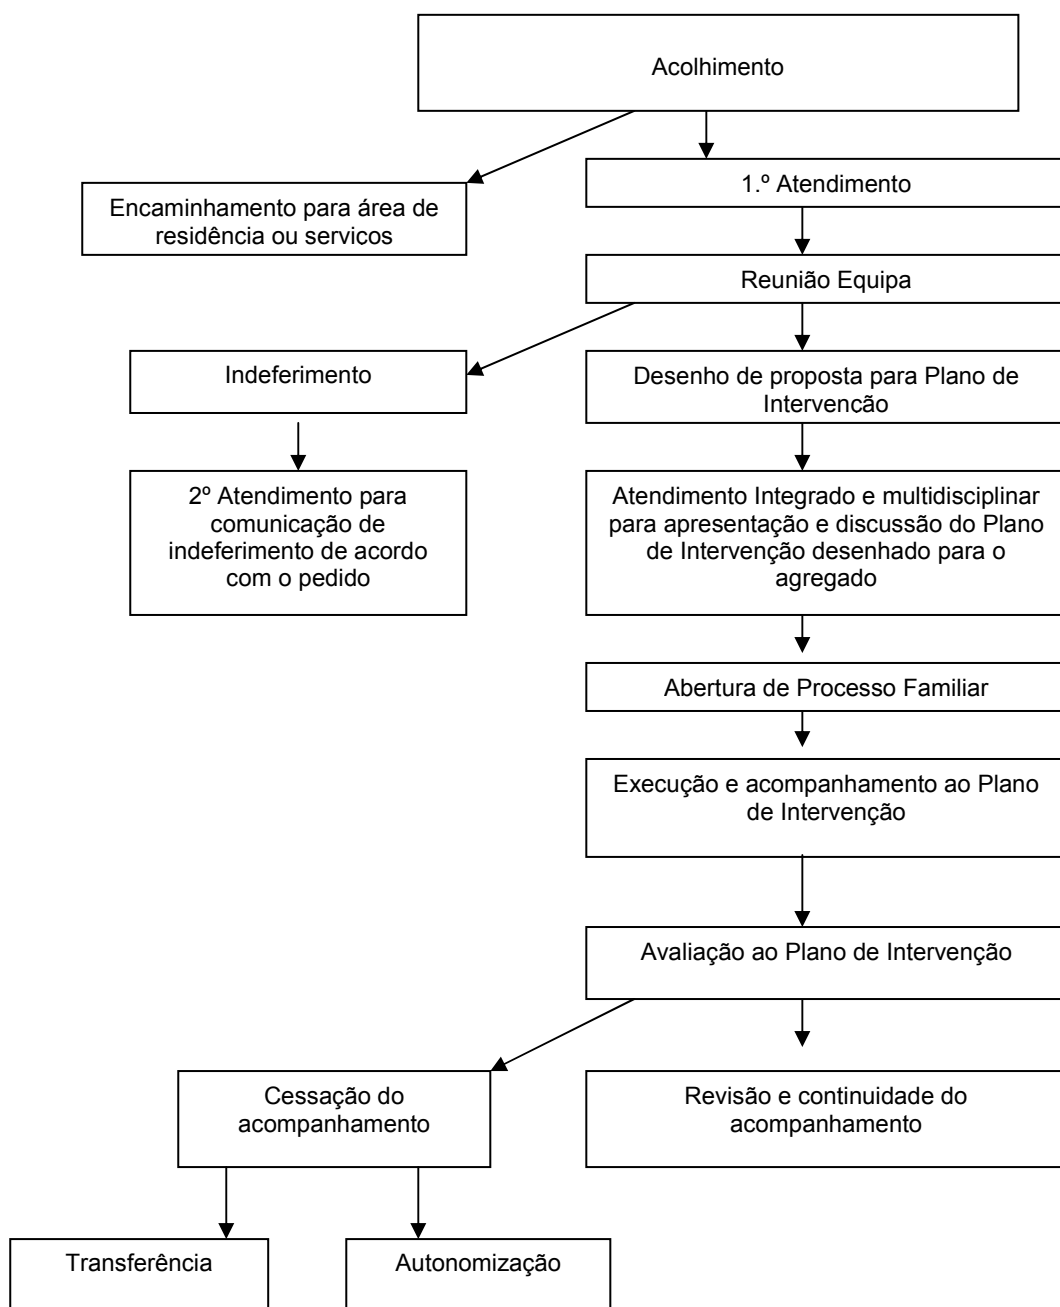 Acolhimento
1.º Atendimento
Encaminhamento para área de
residência ou servicos
Reunião Equipa
Indeferimento
Desenho de proposta para Plano de
Intervencão
2º Atendimento para
comunicação de
indeferimento de acordo
com o pedido
Atendimento Integrado e multidisciplinar
para apresentação e discussão do Plano
de Intervenção desenhado para o
agregado
Abertura de Processo Familiar
Execução e acompanhamento ao Plano
de Intervenção
Avaliação ao Plano de Intervenção
Cessação do
acompanhamento
Revisão e continuidade do
acompanhamento
Transferência
Autonomização